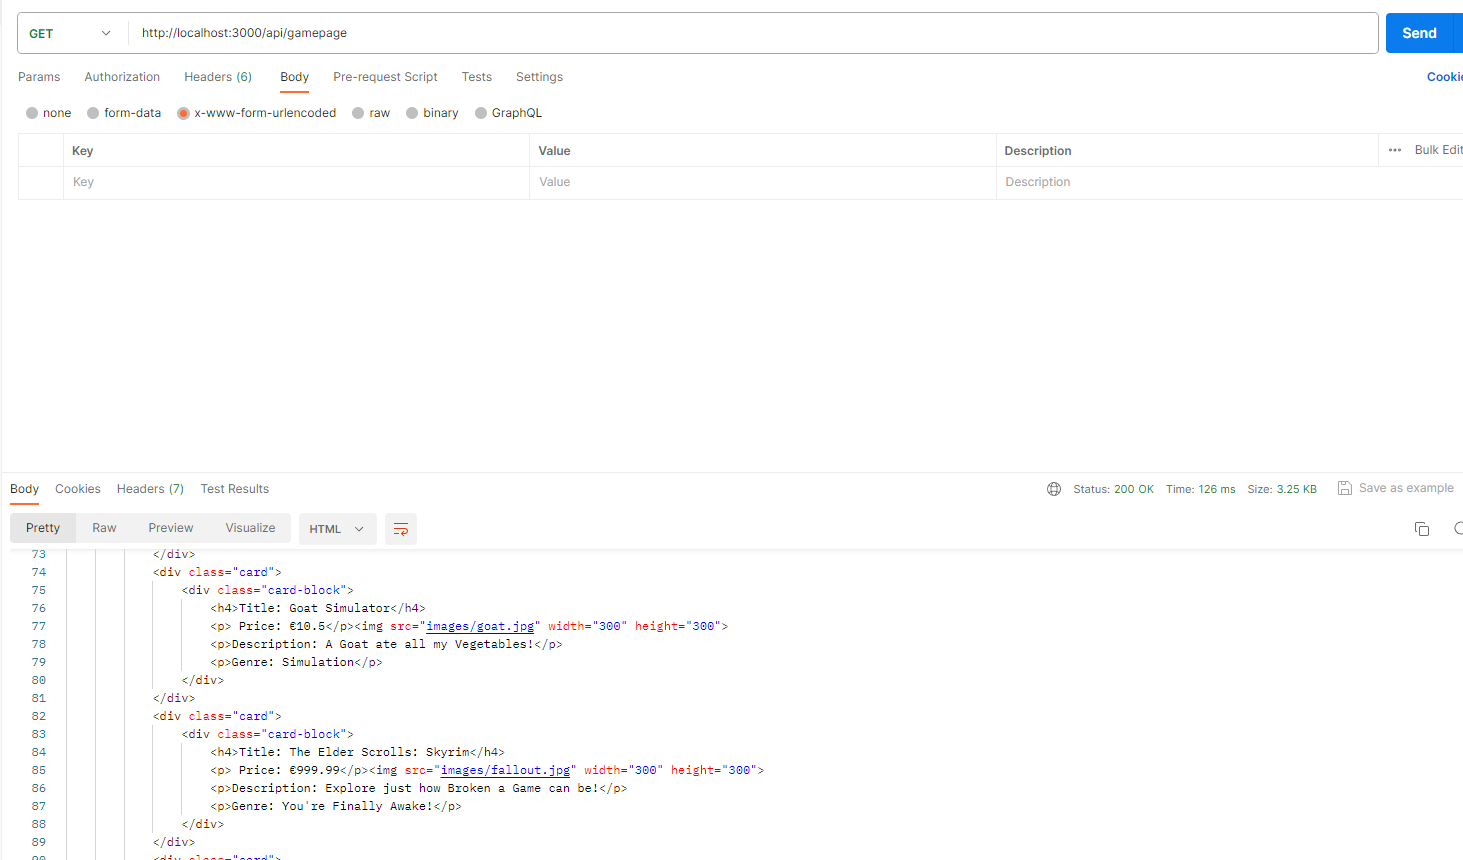 GET http://localhost:3000/api/gamepage Send
Params Authorization Headers (6) Body Pre-request Script Tests Settings Cookie
none form-data x-www-form-urlencoded raw binary GraphQL
Key Value Description ••• Bulk Edit
Key Value Description
Body Cookies Headers (7) Test Results Status: 200 OK Time: 126 ms Size: 3.25 KB Save as example
Pretty Raw Preview Visualize HTML
73 </div>
74 <div class="card">
75 <div class="card-block">
76 <h4>Title: Goat Simulator</h4>
77 <p> Price: €10.5</p><img src="images/goat.jpg" width="300" height="300">
78 <p>Description: A Goat ate all my Vegetables!</p>
79 <p>Genre: Simulation</p>
80 </div>
81 </div>
82 <div class="card">
83 <div class="card-block">
84 <h4>Title: The Elder Scrolls: Skyrim</h4>
85 <p> Price: €999.99</p><img src="images/fallout.jpg" width="300" height="300">
86 <p>Description: Explore just how Broken a Game can be!</p>
87 <p>Genre: You're Finally Awake!</p>
88 </div>
89 </div>
90 <div class="card">